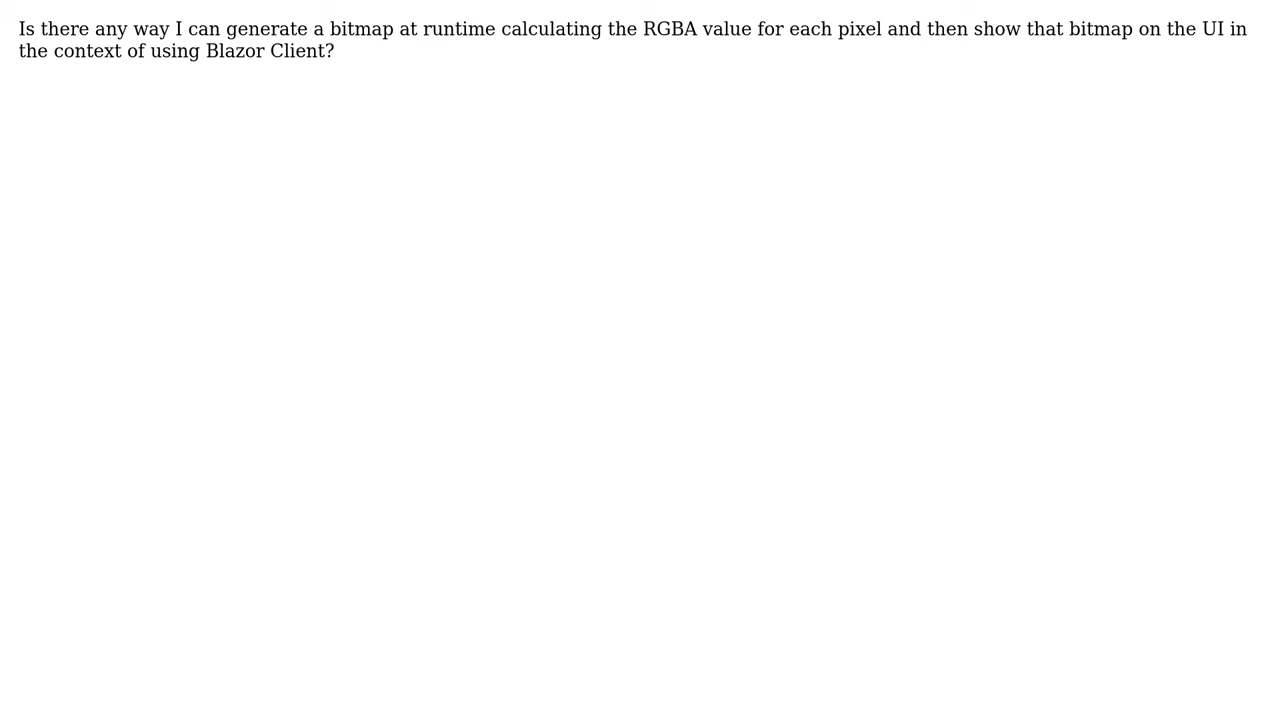 Is there any way I can generate a bitmap at runtime calculating the RGBA value for each pixel and then show that bitmap on the UI in
the context of using Blazor Client?